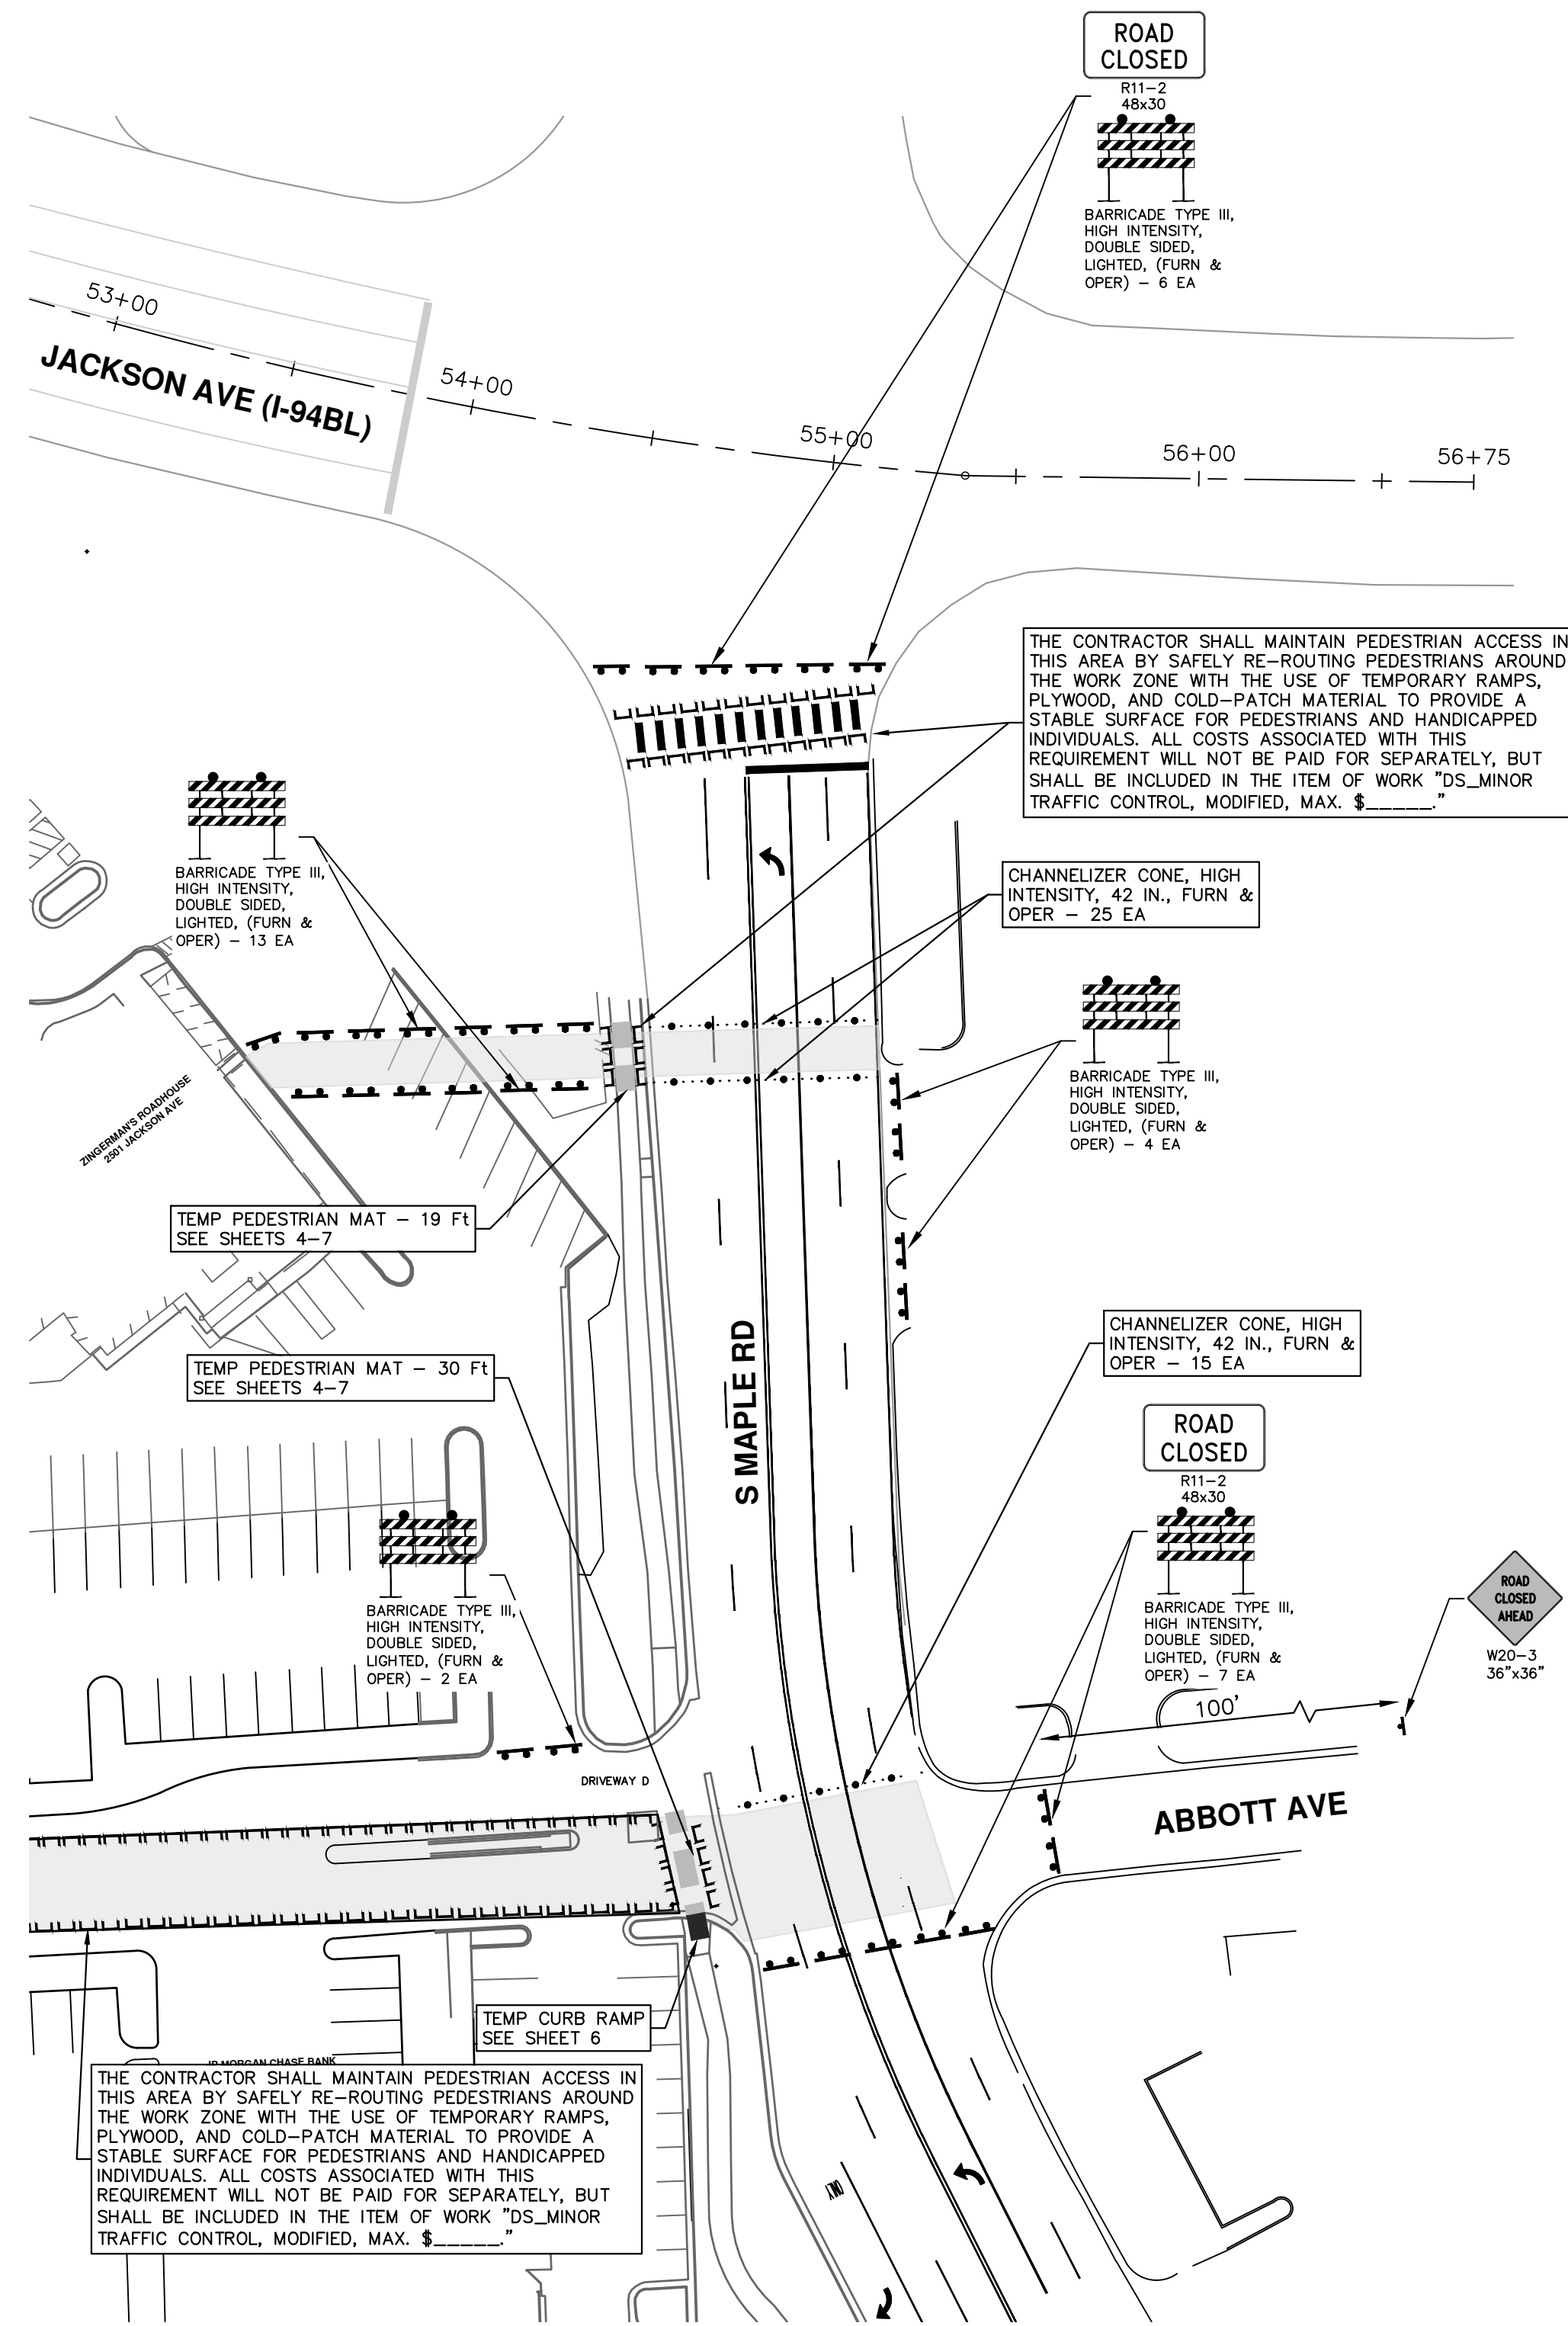 ROAD
CLOSED
R11-2
48x30
BARRICADE TYPE III,
HIGH INTENSITY,
DOUBLE SIDED,
LIGHTED, (FURN &
OPER) - 6 EA
53+00
54+00
55+00
56+00
56+75
JACKSON AVE (I-94BL)
THE CONTRACTOR SHALL MAINTAIN PEDESTRIAN ACCESS IN
THIS AREA BY SAFELY RE-ROUTING PEDESTRIANS AROUND
THE WORK ZONE WITH THE USE OF TEMPORARY RAMPS,
PLYWOOD, AND COLD-PATCH MATERIAL TO PROVIDE A
STABLE SURFACE FOR PEDESTRIANS AND HANDICAPPED
INDIVIDUALS. ALL COSTS ASSOCIATED WITH THIS
REQUIREMENT WILL NOT BE PAID FOR SEPARATELY, BUT
SHALL BE INCLUDED IN THE ITEM OF WORK "DS_MINOR
TRAFFIC CONTROL, MODIFIED, MAX. $_____."
BARRICADE TYPE III,
HIGH INTENSITY,
DOUBLE SIDED,
LIGHTED, (FURN &
OPER) - 13 EA
CHANNELIZER CONE, HIGH
INTENSITY, 42 IN., FURN &
OPER - 25 EA
BARRICADE TYPE III,
HIGH INTENSITY,
DOUBLE SIDED,
LIGHTED, (FURN &
OPER) - 4 EA
ZINGERMAN'S ROADHOUSE
2501 JACKSON AVE
TEMP PEDESTRIAN MAT - 19 Ft
SEE SHEETS 4-7
TEMP PEDESTRIAN MAT - 30 Ft
SEE SHEETS 4-7
S MAPLE RD
CHANNELIZER CONE, HIGH
INTENSITY, 42 IN., FURN &
OPER - 15 EA
ROAD
CLOSED
R11-2
48x30
BARRICADE TYPE III,
HIGH INTENSITY,
DOUBLE SIDED,
LIGHTED, (FURN &
OPER) - 7 EA
ROAD
CLOSED
AHEAD
W20-3
36"x36"
BARRICADE TYPE III,
HIGH INTENSITY,
DOUBLE SIDED,
LIGHTED, (FURN &
OPER) - 2 EA
100'
DRIVEWAY D
ABBOTT AVE
TEMP CURB RAMP
SEE SHEET 6
JP MORGAN CHASE BANK
THE CONTRACTOR SHALL MAINTAIN PEDESTRIAN ACCESS IN
THIS AREA BY SAFELY RE-ROUTING PEDESTRIANS AROUND
THE WORK ZONE WITH THE USE OF TEMPORARY RAMPS,
PLYWOOD, AND COLD-PATCH MATERIAL TO PROVIDE A
STABLE SURFACE FOR PEDESTRIANS AND HANDICAPPED
INDIVIDUALS. ALL COSTS ASSOCIATED WITH THIS
REQUIREMENT WILL NOT BE PAID FOR SEPARATELY, BUT
SHALL BE INCLUDED IN THE ITEM OF WORK "DS_MINOR
TRAFFIC CONTROL, MODIFIED, MAX. $_____."
ONLY